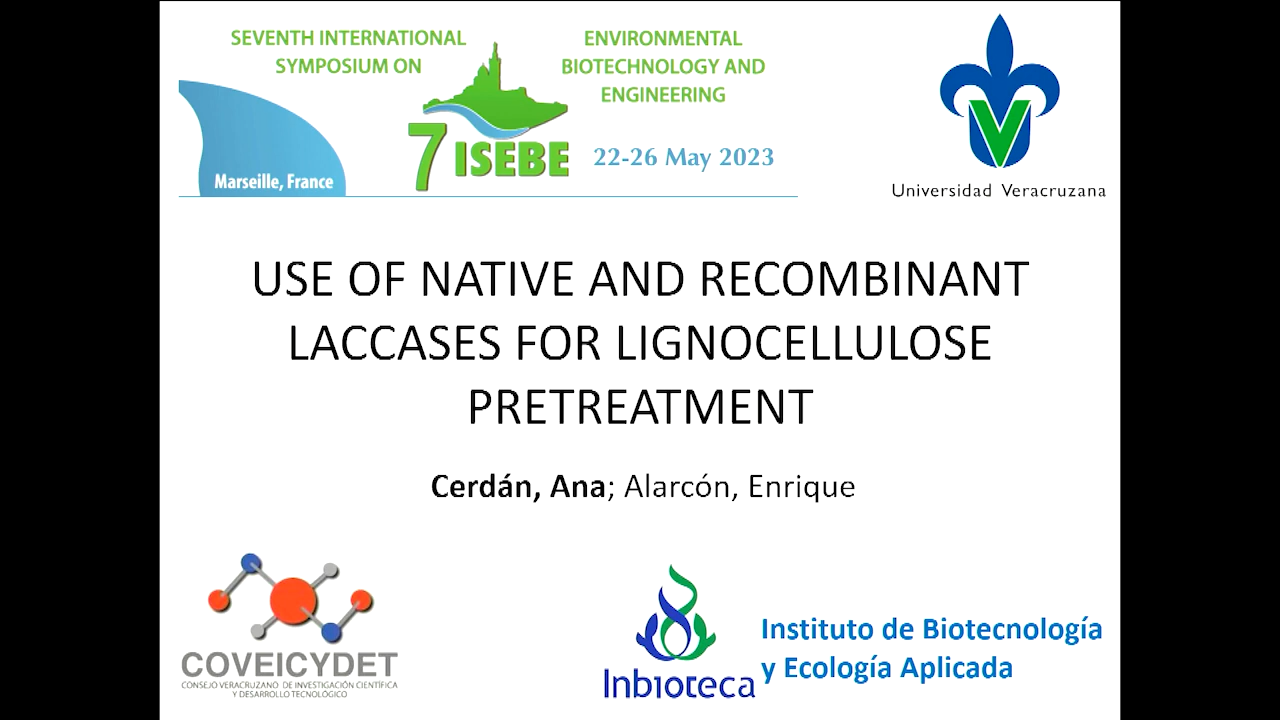 SEVENTH INTERNATIONAL
SYMPOSIUM ON
ENVIRONMENTAL
BIOTECHNOLOGY AND
ENGINEERING
7 ISEBE
22-26 May 2023
Marseille, France
Universidad Veracruzana
USE OF NATIVE AND RECOMBINANT
LACCASES FOR LIGNOCELLULOSE
PRETREATMENT
Cerdán, Ana; Alarcón, Enrique
COVEICYDET
CONSEJO VERACRUZANO DE INVESTIGACIÓN CIENTÍFICA
Y DESARROLLO TECNOLÓGICO
Inbioteca
Instituto de Biotecnología
y Ecología Aplicada